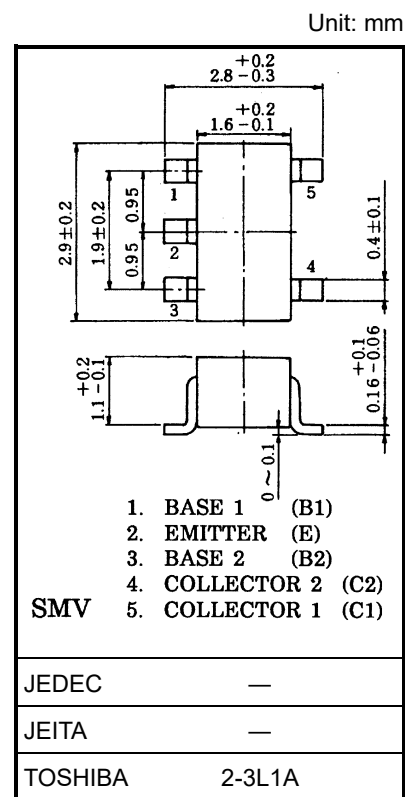 Unit: mm
+0.2
2.8 −0.3
+0.2
1.6 −0.1
2.9±0.2
1.9±0.2
0.95
0.95
1
2
3
5
4
0.4±0.1
+0.2
1.1−0.1
+0.1
0.16−0.06
0~0.1
1. BASE 1 (B1)
2. EMITTER (E)
3. BASE 2 (B2)
4. COLLECTOR 2 (C2)
SMV 5. COLLECTOR 1 (C1)
JEDEC —
JEITA —
TOSHIBA 2-3L1A